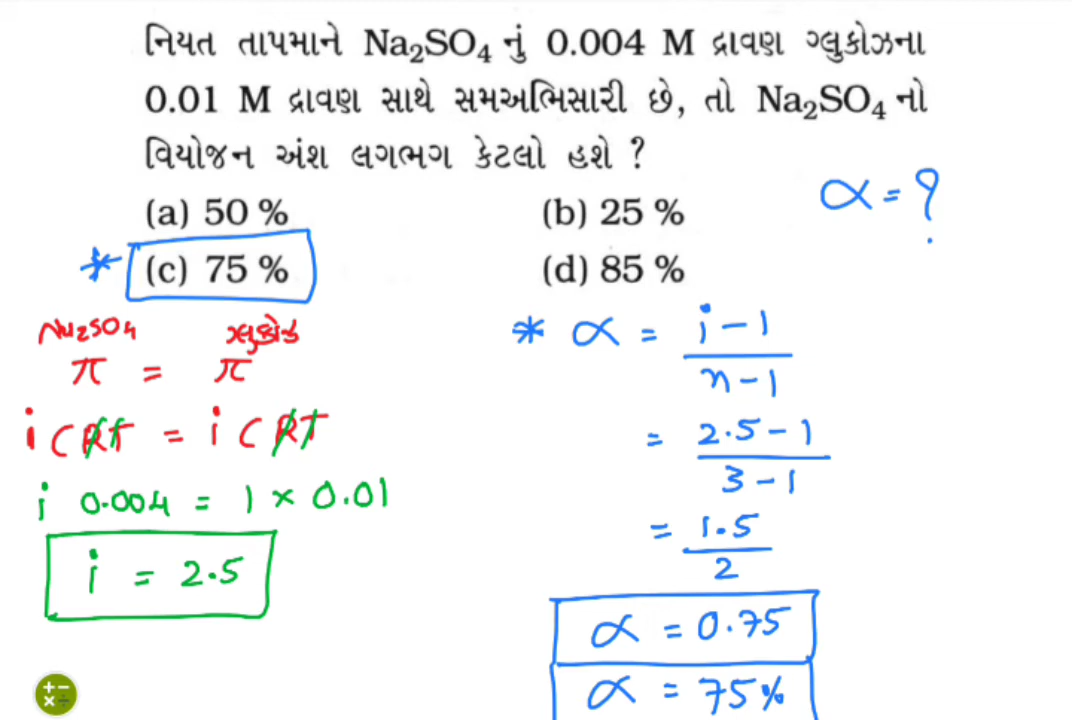 નિયત તાપમાને Na₂SO₄ નું 0.004 M દ્રાવણ ગ્લુકોઝના
0.01 M દ્રાવણ સાથે સમઅભિસારી છે, તો Na₂SO₄ નો
વિયોજન અંશ લગભગ કેટલો હશે ?
(a) 50 % (b) 25 %
* (c) 75 % (d) 85 %
α = ?
Na₂SO₄ ગ્લુકોઝ
π = π
i C R T = i C R T
i 0.004 = 1 × 0.01
i = 2.5
* α = i - 1
n - 1
= 2.5 - 1
3 - 1
= 1.5
2
α = 0.75
α = 75%
+ −
× ÷